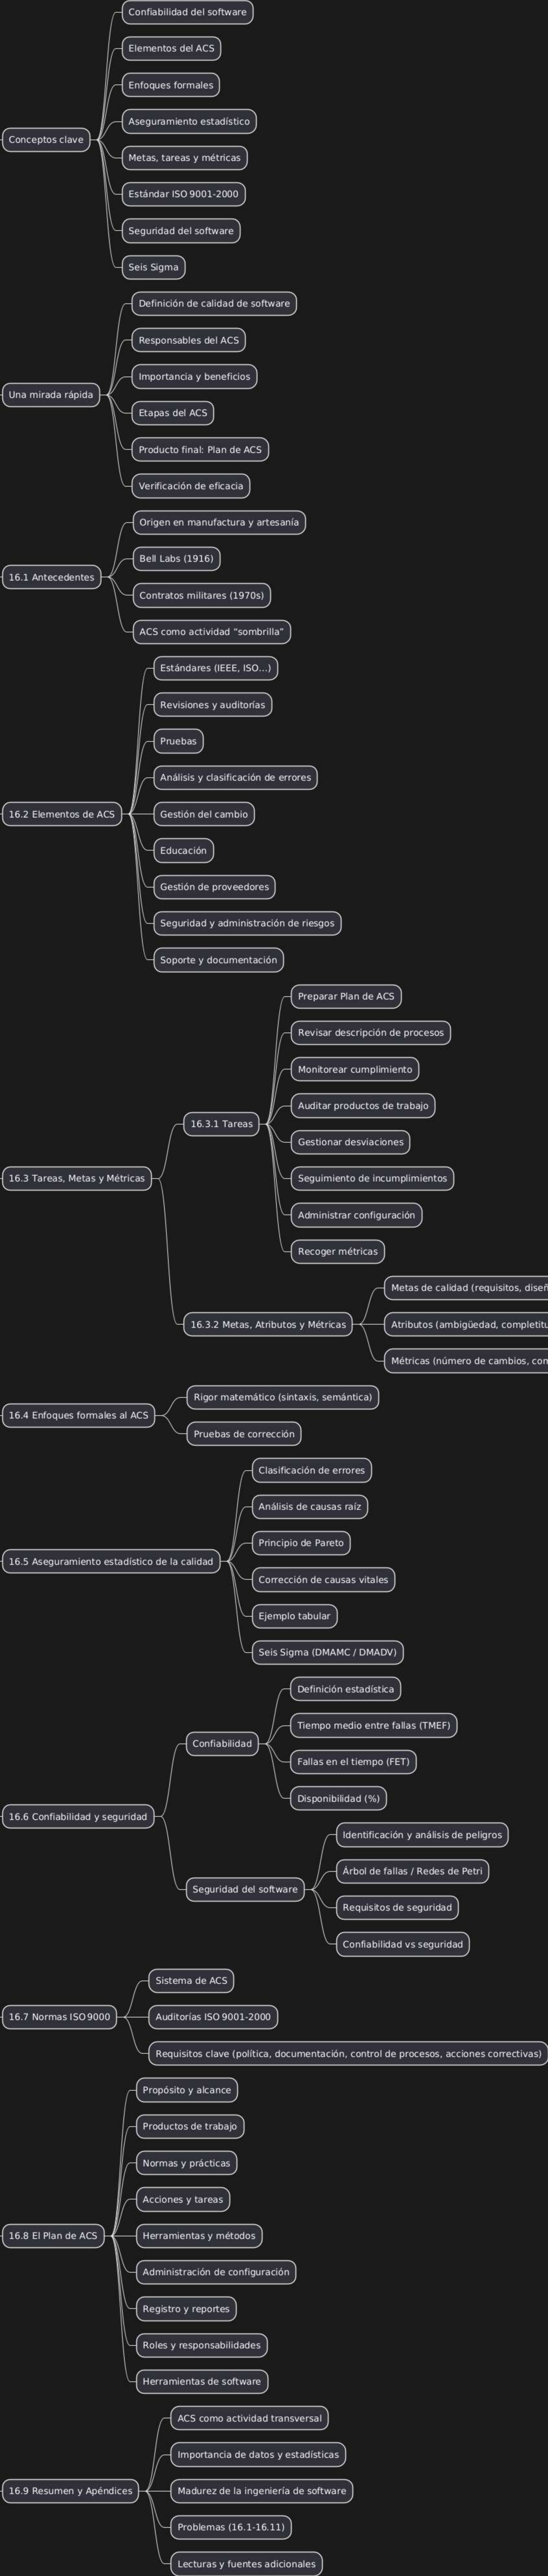 Conceptos clave
Confiabilidad del software
Elementos del ACS
Enfoques formales
Aseguramiento estadístico
Metas, tareas y métricas
Estándar ISO 9001-2000
Seguridad del software
Seis Sigma
Una mirada rápida
Definición de calidad de software
Responsables del ACS
Importancia y beneficios
Etapas del ACS
Producto final: Plan de ACS
Verificación de eficacia
16.1 Antecedentes
Origen en manufactura y artesanía
Bell Labs (1916)
Contratos militares (1970s)
ACS como actividad “sombrilla”
16.2 Elementos de ACS
Estándares (IEEE, ISO...)
Revisiones y auditorías
Pruebas
Análisis y clasificación de errores
Gestión del cambio
Educación
Gestión de proveedores
Seguridad y administración de riesgos
Soporte y documentación
16.3 Tareas, Metas y Métricas
16.3.1 Tareas
Preparar Plan de ACS
Revisar descripción de procesos
Monitorear cumplimiento
Auditar productos de trabajo
Gestionar desviaciones
Seguimiento de incumplimientos
Administrar configuración
Recoger métricas
16.3.2 Metas, Atributos y Métricas
Metas de calidad (requisitos, diseñ
Atributos (ambigüedad, completitu
Métricas (número de cambios, con
16.4 Enfoques formales al ACS
Rigor matemático (sintaxis, semántica)
Pruebas de corrección
16.5 Aseguramiento estadístico de la calidad
Clasificación de errores
Análisis de causas raíz
Principio de Pareto
Corrección de causas vitales
Ejemplo tabular
Seis Sigma (DMAMC / DMADV)
16.6 Confiabilidad y seguridad
Confiabilidad
Definición estadística
Tiempo medio entre fallas (TMEF)
Fallas en el tiempo (FET)
Disponibilidad (%)
Seguridad del software
Identificación y análisis de peligros
Árbol de fallas / Redes de Petri
Requisitos de seguridad
Confiabilidad vs seguridad
16.7 Normas ISO 9000
Sistema de ACS
Auditorías ISO 9001-2000
Requisitos clave (política, documentación, control de procesos, acciones correctivas)
16.8 El Plan de ACS
Propósito y alcance
Productos de trabajo
Normas y prácticas
Acciones y tareas
Herramientas y métodos
Administración de configuración
Registro y reportes
Roles y responsabilidades
Herramientas de software
16.9 Resumen y Apéndices
ACS como actividad transversal
Importancia de datos y estadísticas
Madurez de la ingeniería de software
Problemas (16.1-16.11)
Lecturas y fuentes adicionales